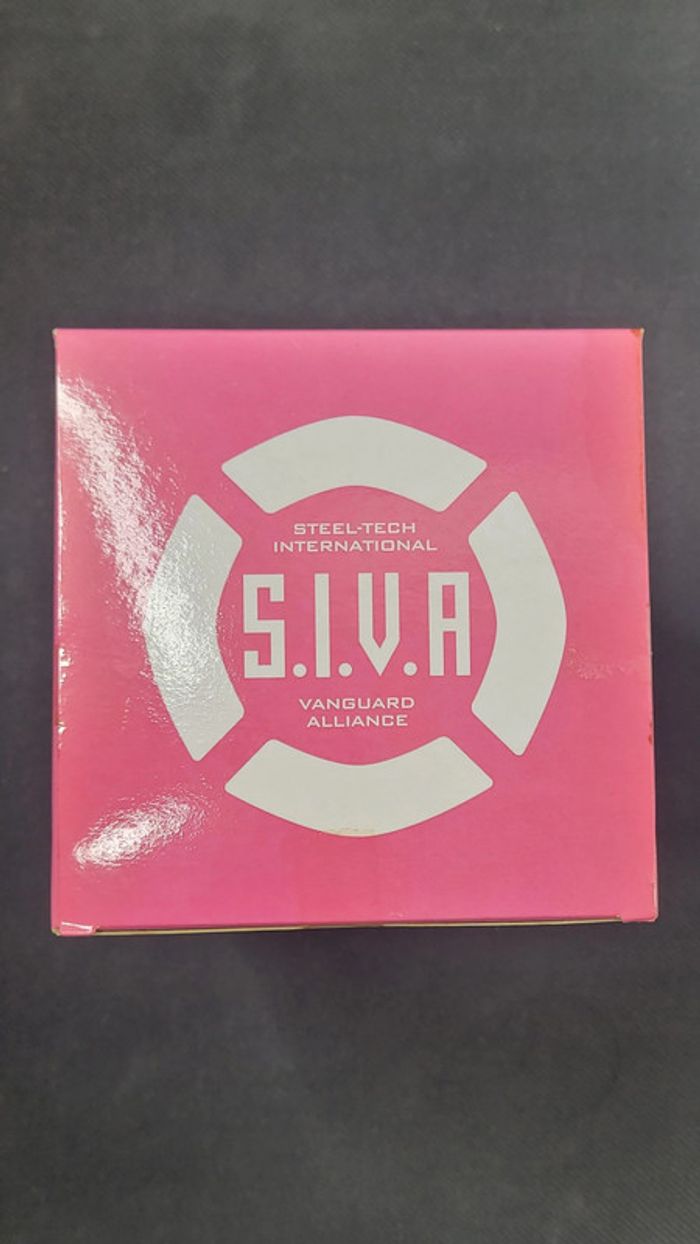 STEEL-TECH
INTERNATIONAL
S.I.V.A
VANGUARD
ALLIANCE